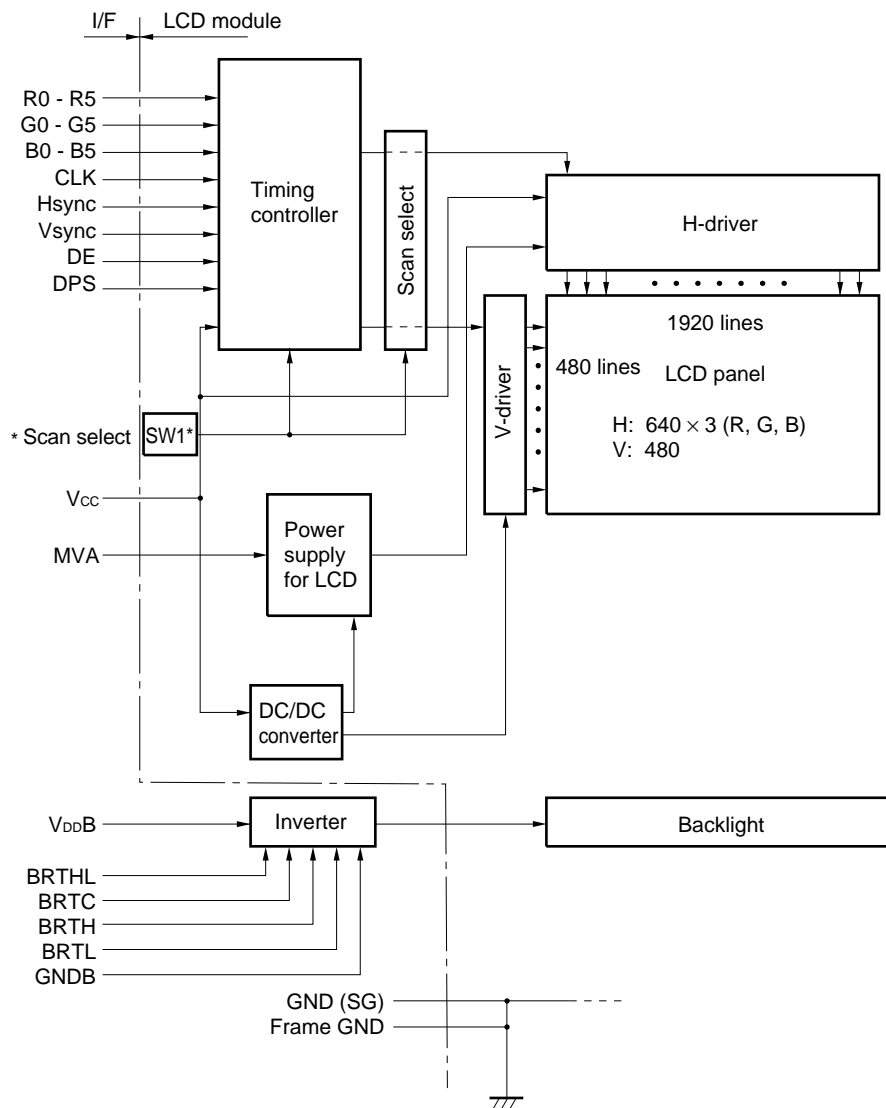 I/F
LCD module
R0 - R5
G0 - G5
B0 - B5
CLK
Hsync
Vsync
DE
DPS
Timing
controller
Scan select
H-driver
V-driver
1920 lines
480 lines
LCD panel
H: 640 × 3 (R, G, B)
V: 480
* Scan select
SW1*
VCC
MVA
Power
supply
for LCD
DC/DC
converter
VDDB
Inverter
Backlight
BRTHL
BRTC
BRTH
BRTL
GNDB
GND (SG)
Frame GND